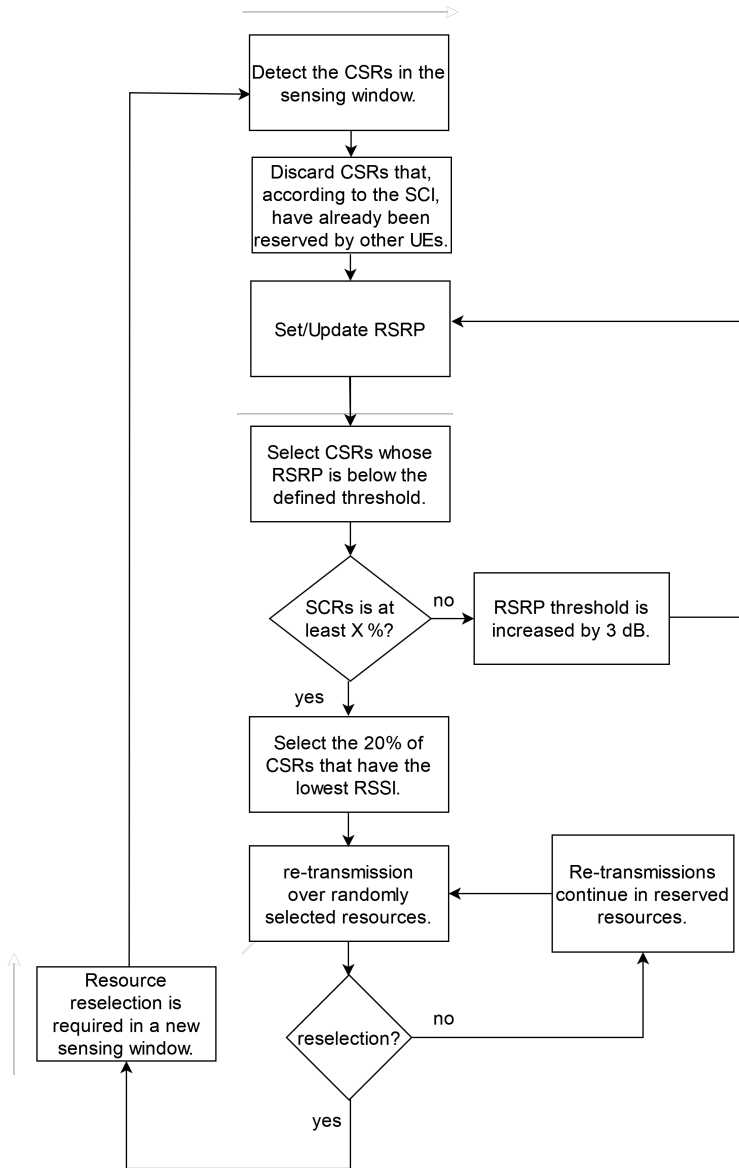 Detect the CSRs in the
sensing window.
Discard CSRs that,
according to the SCI,
have already been
reserved by other UEs.
Set/Update RSRP
Select CSRs whose
RSRP is below the
defined threshold.
SCRs is at
least X %?
no
RSRP threshold is
increased by 3 dB.
yes
Select the 20% of
CSRs that have the
lowest RSSI.
re-transmission
over randomly
selected resources.
Re-transmissions
continue in reserved
resources.
Resource
reselection is
required in a new
sensing window.
reselection?
no
yes